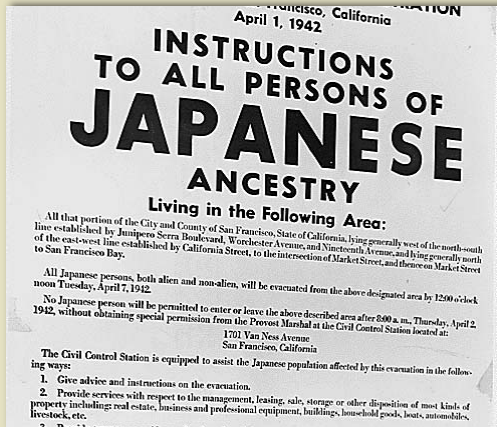 Francisco, California
April 1, 1942
INSTRUCTIONS
TO ALL PERSONS OF
JAPANESE
ANCESTRY
Living in the Following Area:
All that portion of the City and County of San Francisco, State of California, lying generally west of the north-south
line established by Junipero Serra Boulevard, Worchester Avenue, and Nineteenth Avenue, and lying generally north
of the east-west line established by California Street, to the intersection of Market Street, and thence on Market Street
to San Francisco Bay.
All Japanese persons, both alien and non-alien, will be evacuated from the above designated area by 12:00 o'clock
noon Tuesday, April 7, 1942.
No Japanese person will be permitted to enter or leave the above described area after 8:00 a. m., Thursday, April 2,
1942, without obtaining special permission from the Provost Marshal at the Civil Control Station located at:
1701 Van Ness Avenue
San Francisco, California
The Civil Control Station is equipped to assist the Japanese population affected by this evacuation in the follow-
ing ways:
1. Give advice and instructions on the evacuation.
2. Provide services with respect to the management, leasing, sale, storage or other disposition of most kinds of
property including: real estate, business and professional equipment, buildings, household goods, boats, automobiles,
livestock, etc.